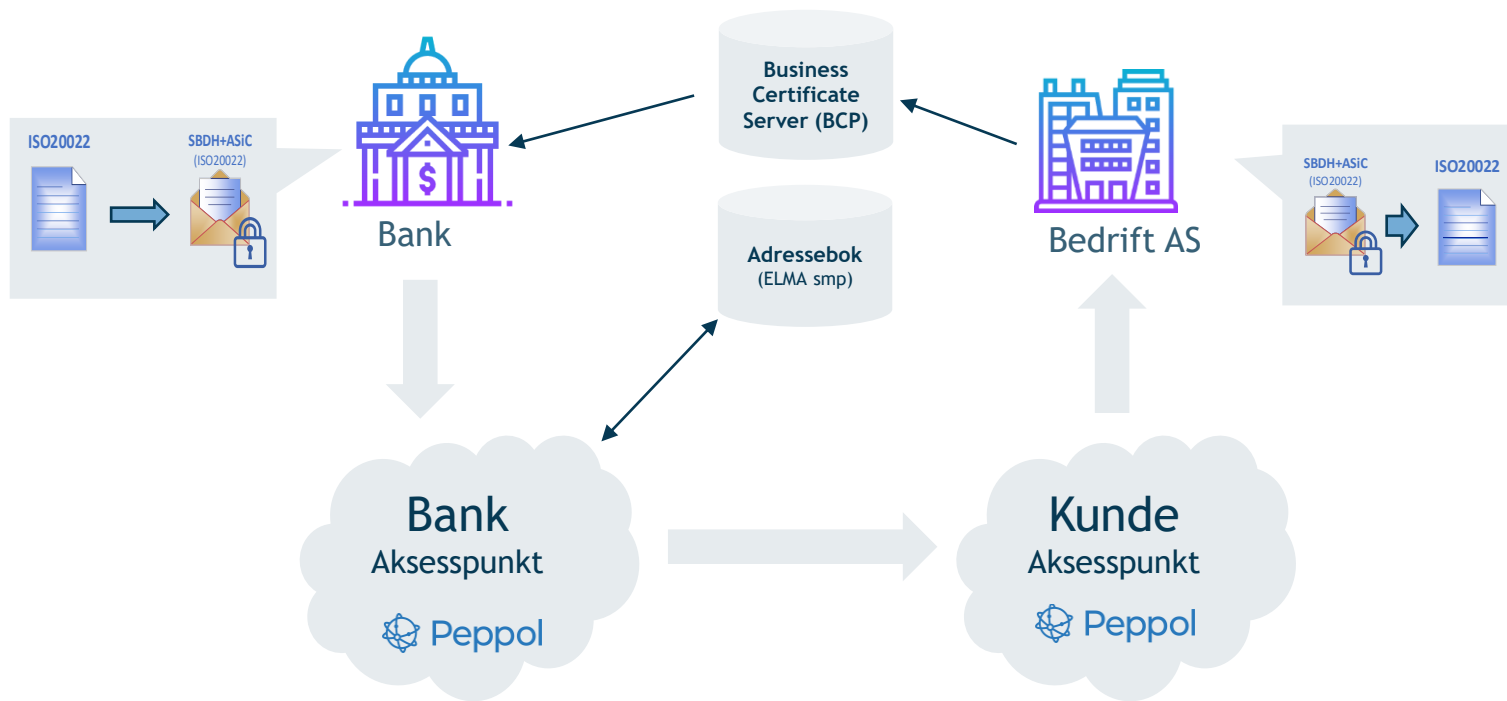 ISO20022
SBDH+ASiC
(ISO20022)
$
Bank
Business
Certificate
Server (BCP)
Adressebok
(ELMA smp)
Bedrift AS
SBDH+ASiC
(ISO20022)
ISO20022
Bank
Aksesspunkt
Peppol
Kunde
Aksesspunkt
Peppol